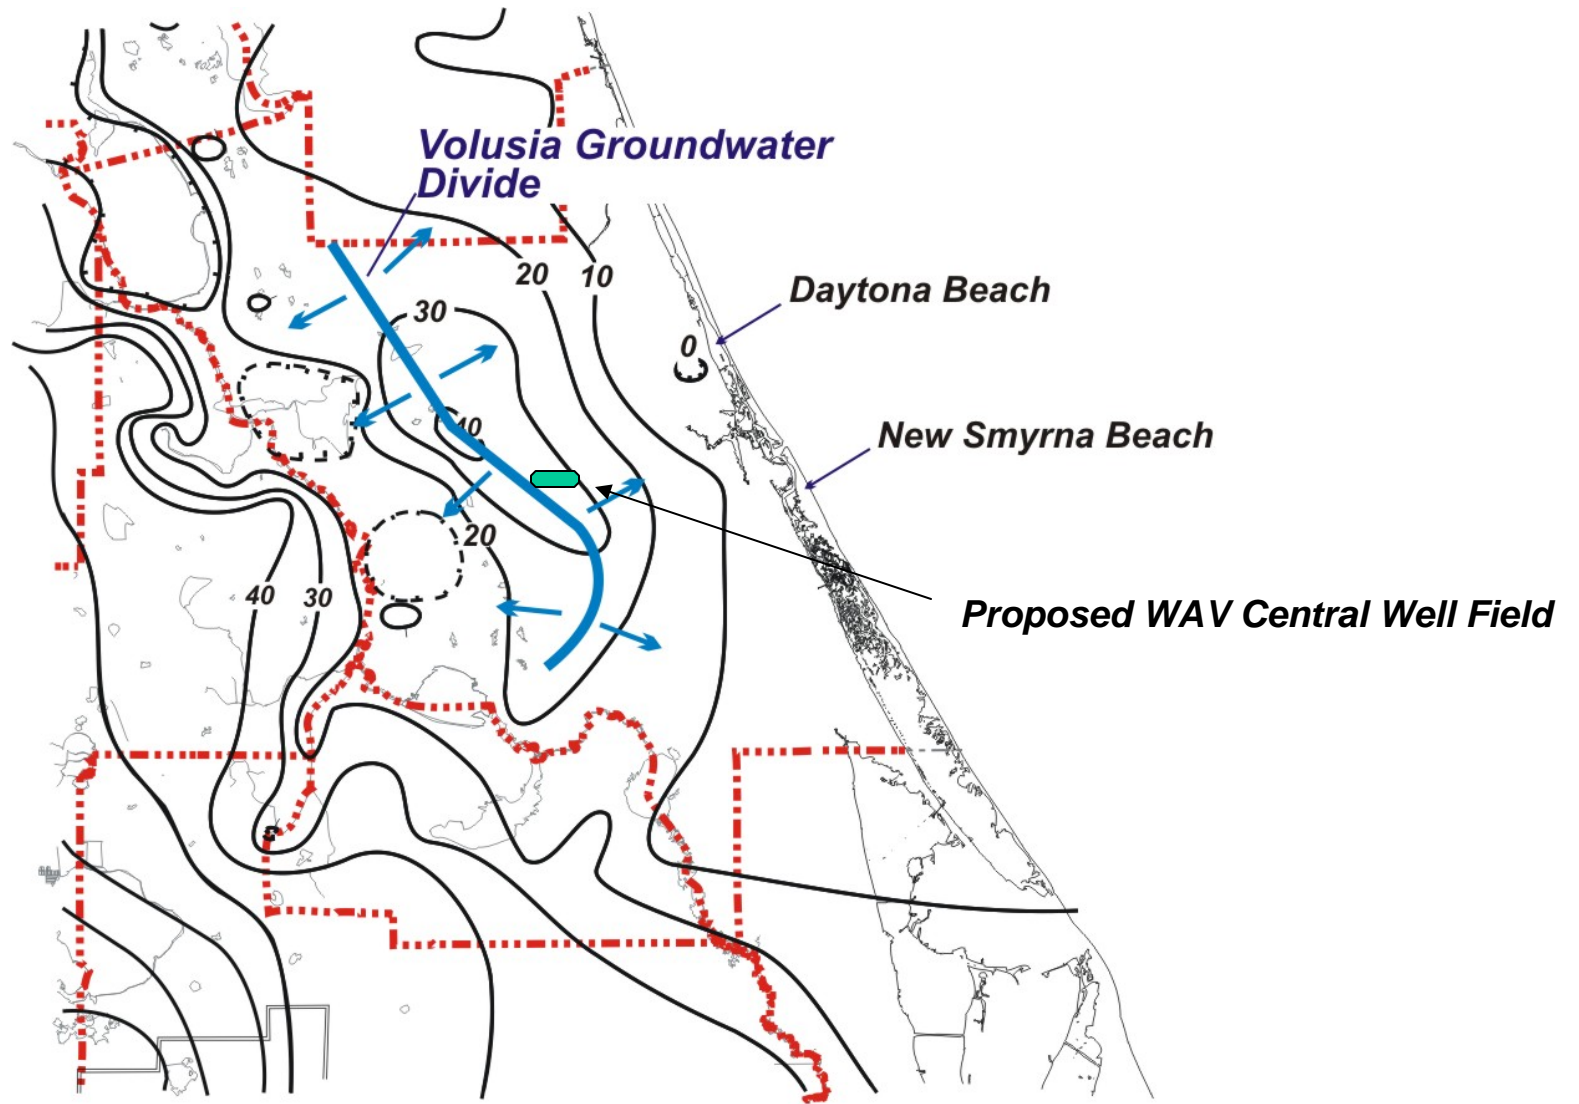 Volusia Groundwater
Divide
20
10
Daytona Beach
30
0
40
New Smyrna Beach
20
40
30
Proposed WAV Central Well Field